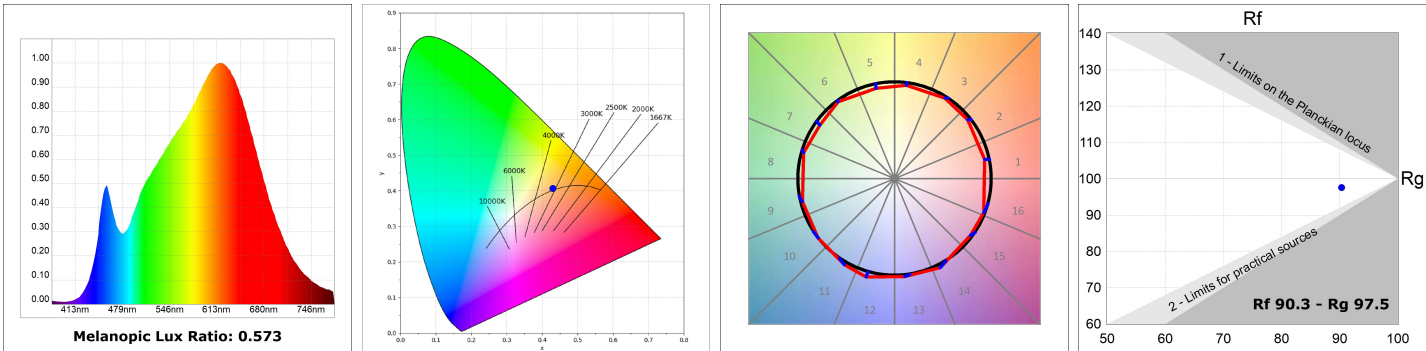 1.00
0.90
0.80
0.70
0.60
0.50
0.40
0.30
0.20
0.10
0.00
413nm 479nm 546nm 613nm 680nm 746nm
Melanopic Lux Ratio: 0.573
0.9
0.8
0.7
0.6
0.5
0.4
0.3
0.2
0.1
0.0
y
0.0 0.1 0.2 0.3 0.4 0.5 0.6 0.7 0.8
x
10000K
6000K
4000K
3000K
2500K
2000K
1667K
1
2
3
4
5
6
7
8
9
10
11
12
13
14
15
16
Rf
140
130
120
110
100
90
80
70
60
50 60 70 80 90 100
Rg
1 - Limits on the Planckian locus
2 - Limits for practical sources
Rf 90.3 - Rg 97.5